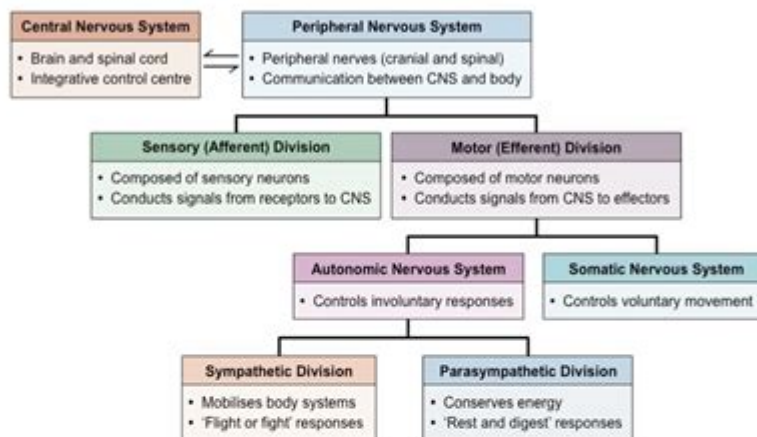 Central Nervous System
• Brain and spinal cord
• Integrative control centre
Peripheral Nervous System
• Peripheral nerves (cranial and spinal)
• Communication between CNS and body
Sensory (Afferent) Division
• Composed of sensory neurons
• Conducts signals from receptors to CNS
Motor (Efferent) Division
• Composed of motor neurons
• Conducts signals from CNS to effectors
Autonomic Nervous System
• Controls involuntary responses
Somatic Nervous System
• Controls voluntary movement
Sympathetic Division
• Mobilises body systems
• ‘Flight or fight’ responses
Parasympathetic Division
• Conserves energy
• ‘Rest and digest’ responses